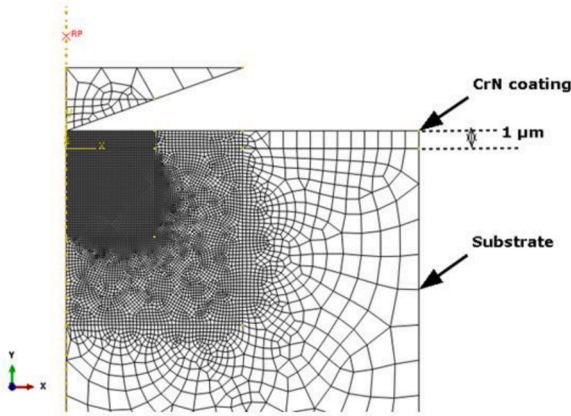 RP
CrN coating
1 µm
X
Substrate
Y
X